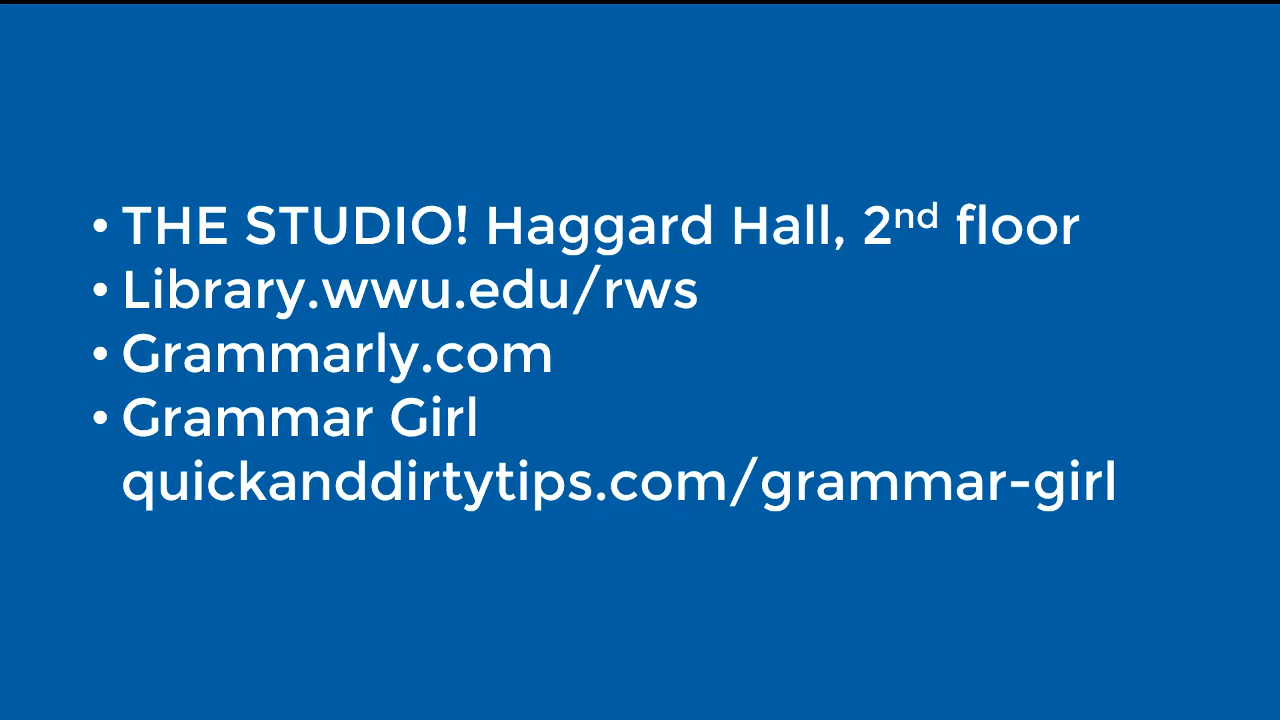 • THE STUDIO! Haggard Hall, 2nd floor
• Library.wwu.edu/rws
• Grammarly.com
• Grammar Girl
quickanddirtytips.com/grammar-girl